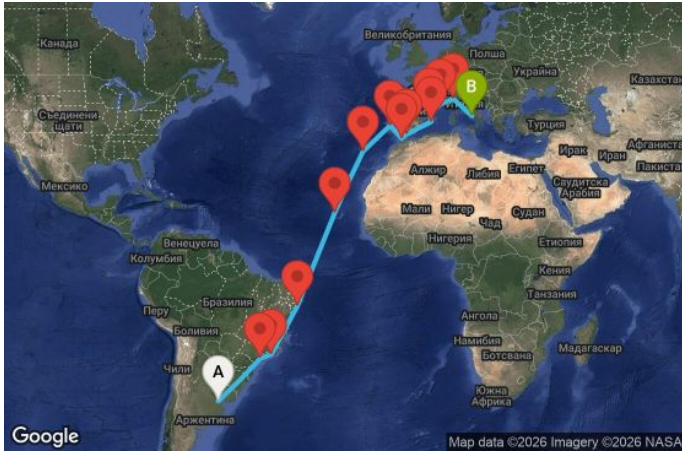 Канада
Великобритания
Полша
Украйна
Казахстан
Съединени
щати
Турция
Афганистан
Ирак
Иран
Пакистан
Алжир
Либия
Египет
Саудитска
Арабия
Мексико
Мали
Нигер
Чад
Судан
Нигерия
Етиопия
Венецуела
Колумбия
Кения
Танзания
Бразилия
Перу
Боливия
Ангола
Намибия
Ботсвана
Мадагаскар
Чили
Южна
Африка
Аржентина
A
B
Google
Map data ©2026 Imagery ©2026 NASA